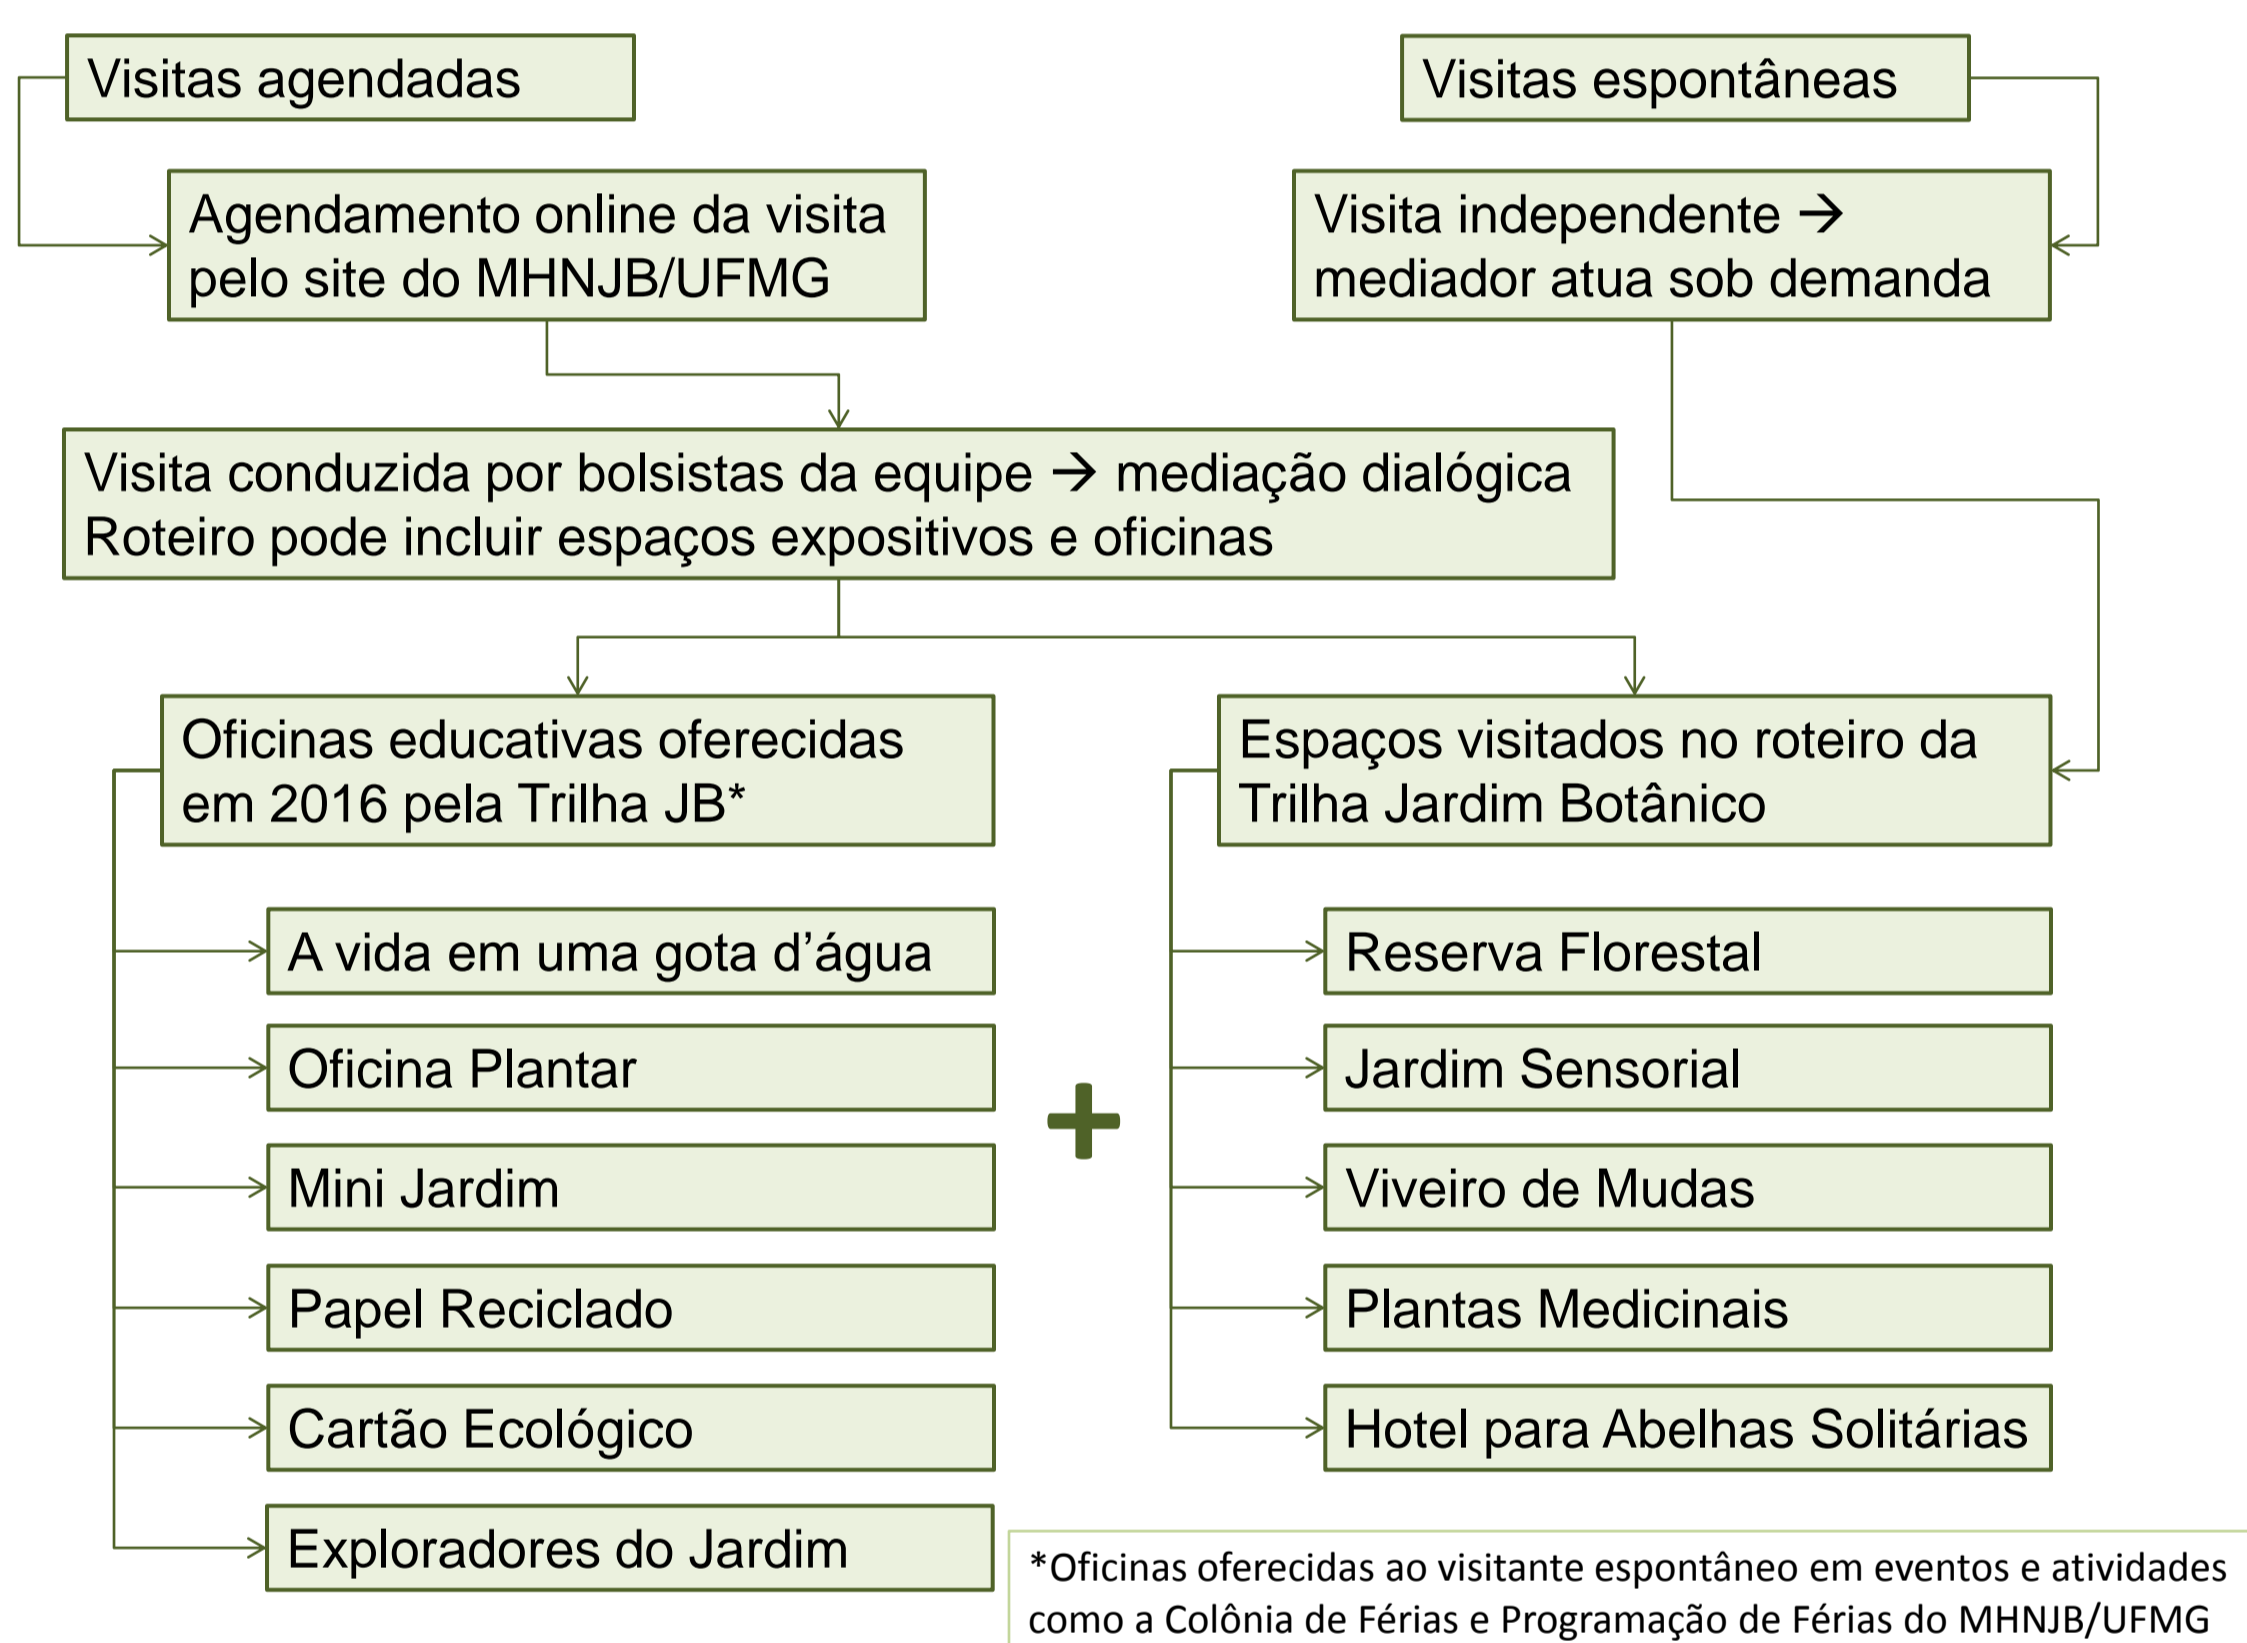 Visitas agendadas
Visitas espontâneas
Agendamento online da visita
pelo site do MHNJB/UFMG
Visita independente →
mediador atua sob demanda
Visita conduzida por bolsistas da equipe → mediação dialógica
Roteiro pode incluir espaços expositivos e oficinas
Oficinas educativas oferecidas
em 2016 pela Trilha JB*
A vida em uma gota d’água
Oficina Plantar
Mini Jardim
Papel Reciclado
Cartão Ecológico
Exploradores do Jardim
+
Espaços visitados no roteiro da
Trilha Jardim Botânico
Reserva Florestal
Jardim Sensorial
Viveiro de Mudas
Plantas Medicinais
Hotel para Abelhas Solitárias
*Oficinas oferecidas ao visitante espontâneo em eventos e atividades
como a Colônia de Férias e Programação de Férias do MHNJB/UFMG